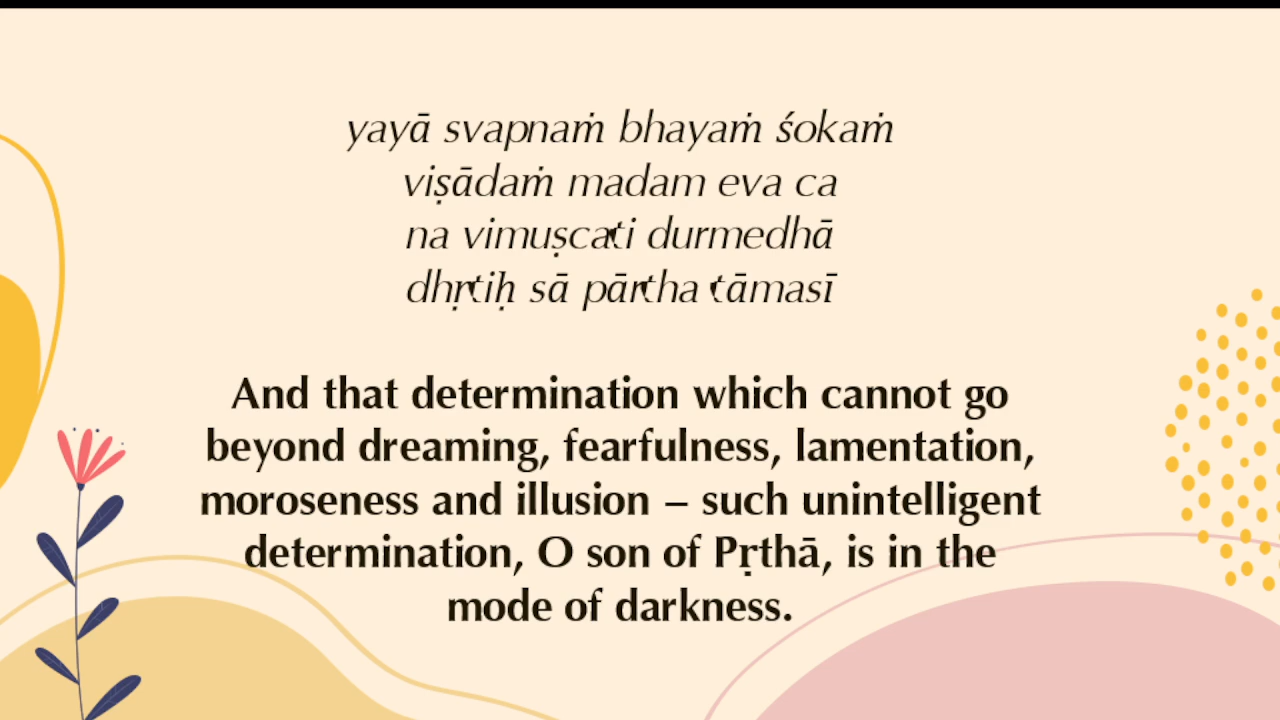 yayā svapnaṁ bhayaṁ śokaṁ
viṣādaṁ madam eva ca
na vimuṣcati durmedhā
dhṛtiḥ sā pārtha tāmasī
And that determination which cannot go
beyond dreaming, fearfulness, lamentation,
moroseness and illusion – such unintelligent
determination, O son of Pṛthā, is in the
mode of darkness.